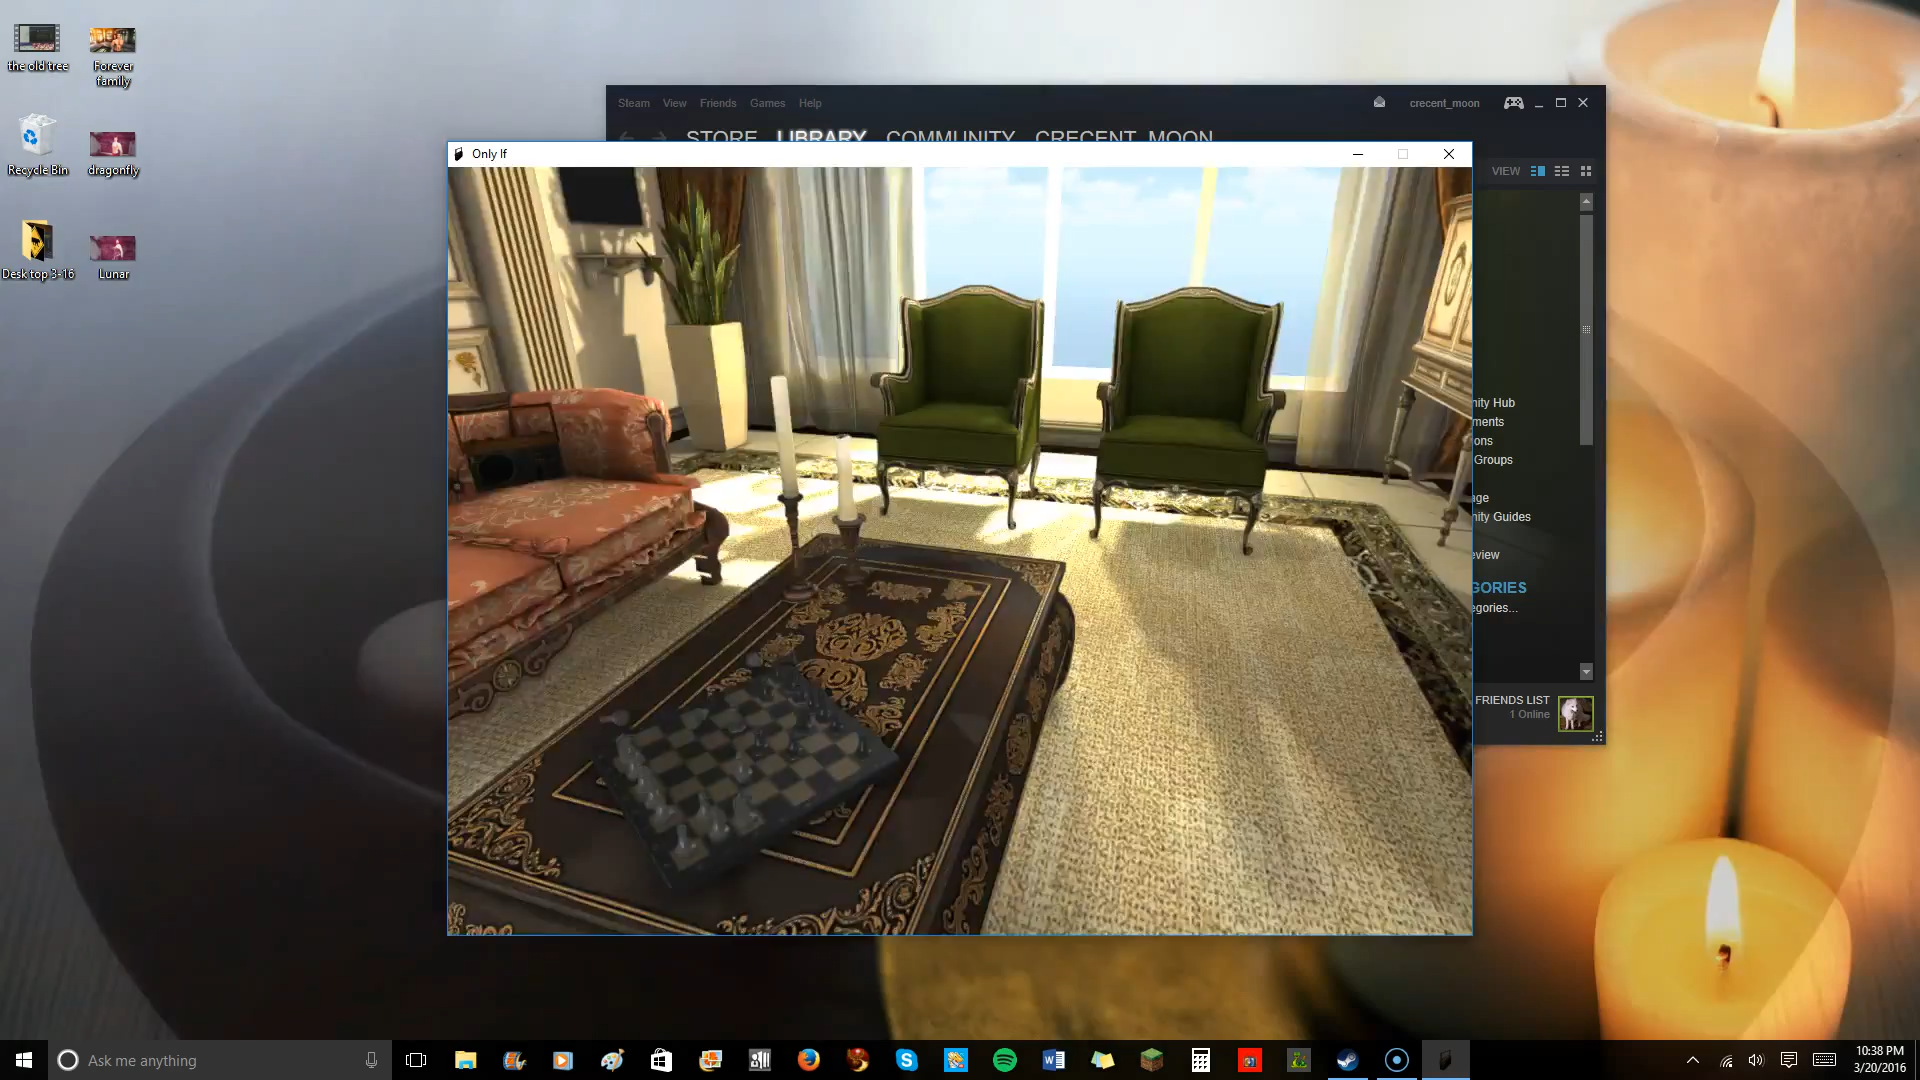 the old tree
Forever
family
Recycle Bin
dragonfly
Desk top 3-16
Lunar
Steam View Friends Games Help
crecent_moon
STORE LIBRARY COMMUNITY CRECENT_MOON
Only If
VIEW
nity Hub
ments
ons
Groups
age
nity Guides
eview
GORIES
egories...
FRIENDS LIST
1 Online
Ask me anything
10:38 PM
3/20/2016